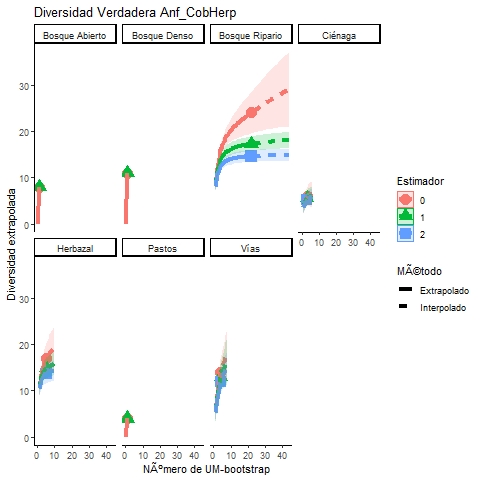 Diversidad Verdadera Anf_CobHerp
Bosque Abierto
Bosque Denso
Bosque Ripario
Ciénaga
30
20
10
0
0 10 20 30 40
Herbazal
Pastos
Vías
30
20
10
0
0 10 20 30 40
0 10 20 30 40
0 10 20 30 40
Diversidad extrapolada
NÃºmero de UM-bootstrap
Estimador
0
1
2
MÃ©todo
Extrapolado
Interpolado